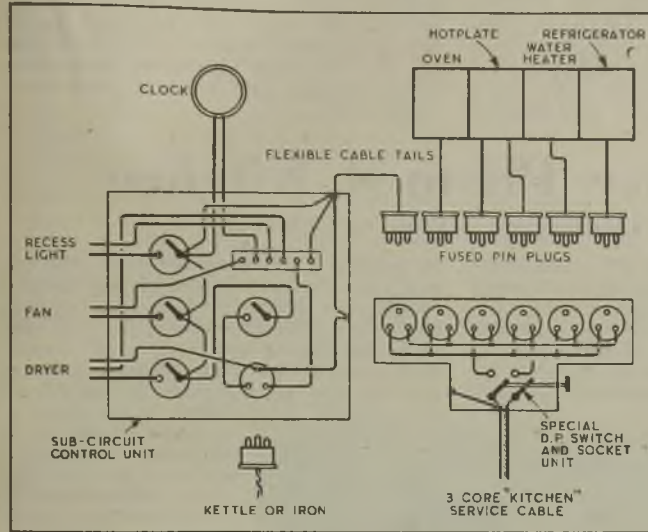 HOTPLATE
REFRIGERATOR
OVEN
WATER
HEATER
CLOCK
FLEXIBLE CABLE TAILS
FUSED PIN PLUGS
RECESS
LIGHT
FAN
DRYER
SUB-CIRCUIT
CONTROL UNIT
KETTLE OR IRON
SPECIAL
D.P. SWITCH
AND SOCKET
UNIT
3 CORE "KITCHEN"
SERVICE CABLE